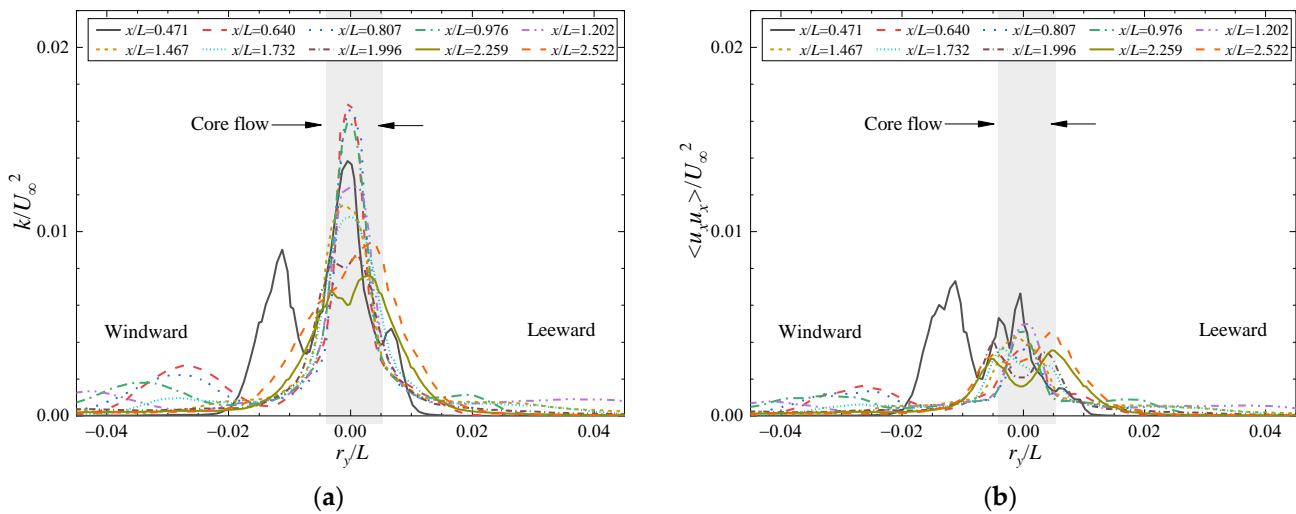 x/L=0.471 x/L=0.640 x/L=0.807 x/L=0.976 x/L=1.202
x/L=1.467 x/L=1.732 x/L=1.996 x/L=2.259 x/L=2.522
0.02
0.01
0.00
k/U∞²
Core flow
Windward
Leeward
−0.04 −0.02 0.00 0.02 0.04
r_y/L
(a)
x/L=0.471 x/L=0.640 x/L=0.807 x/L=0.976 x/L=1.202
x/L=1.467 x/L=1.732 x/L=1.996 x/L=2.259 x/L=2.522
0.02
0.01
0.00
<u_x u_x>/U∞²
Core flow
Windward
Leeward
−0.04 −0.02 0.00 0.02 0.04
r_y/L
(b)